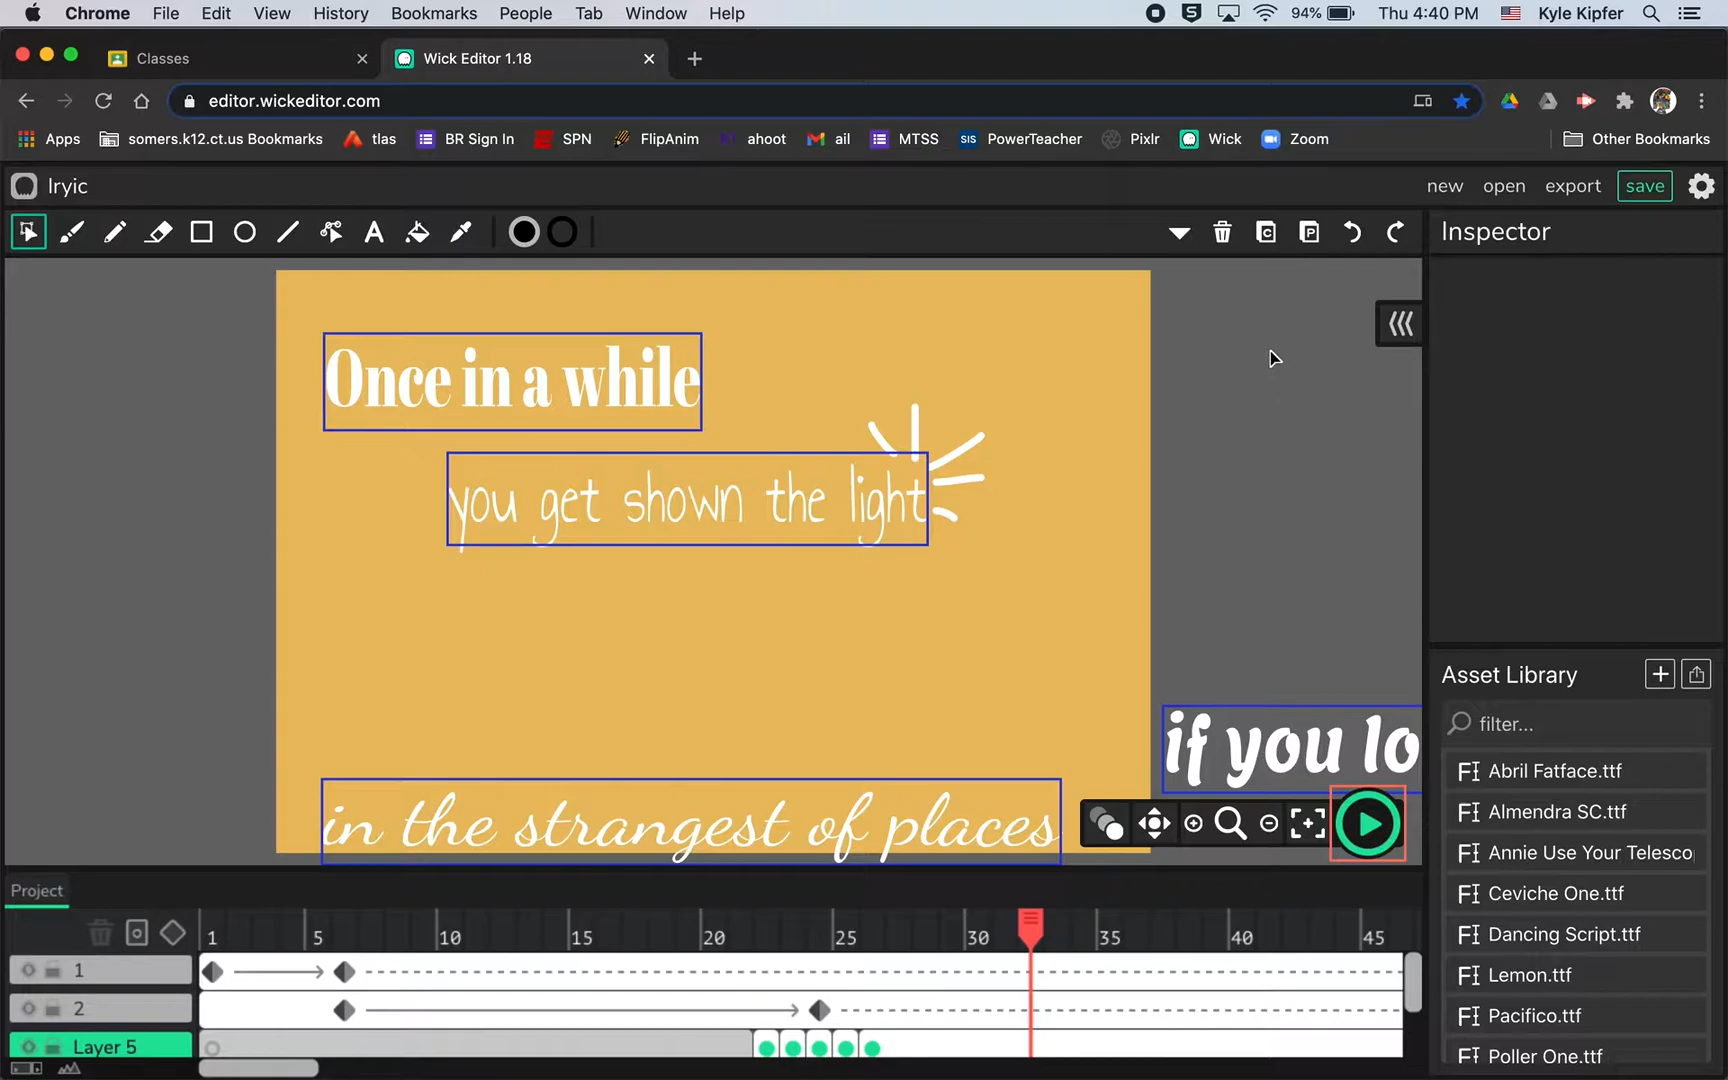 Chrome File Edit View History Bookmarks People Tab Window Help 94% Thu 4:40 PM Kyle Kipfer
Classes Wick Editor 1.18
editor.wickeditor.com
Apps somers.k12.ct.us Bookmarks tlas BR Sign In SPN FlipAnim ahoot ail MTSS SIS PowerTeacher Pixlr Wick Zoom Other Bookmarks
lryic new open export save
Inspector
Once in a while
you get shown the light
if you lo
in the strangest of places
Asset Library
filter...
Abril Fatface.ttf
Almendra SC.ttf
Annie Use Your Telesco
Ceviche One.ttf
Dancing Script.ttf
Lemon.ttf
Pacifico.ttf
Poller One.ttf
Project
1 5 10 15 20 25 30 35 40 45
1
2
Layer 5